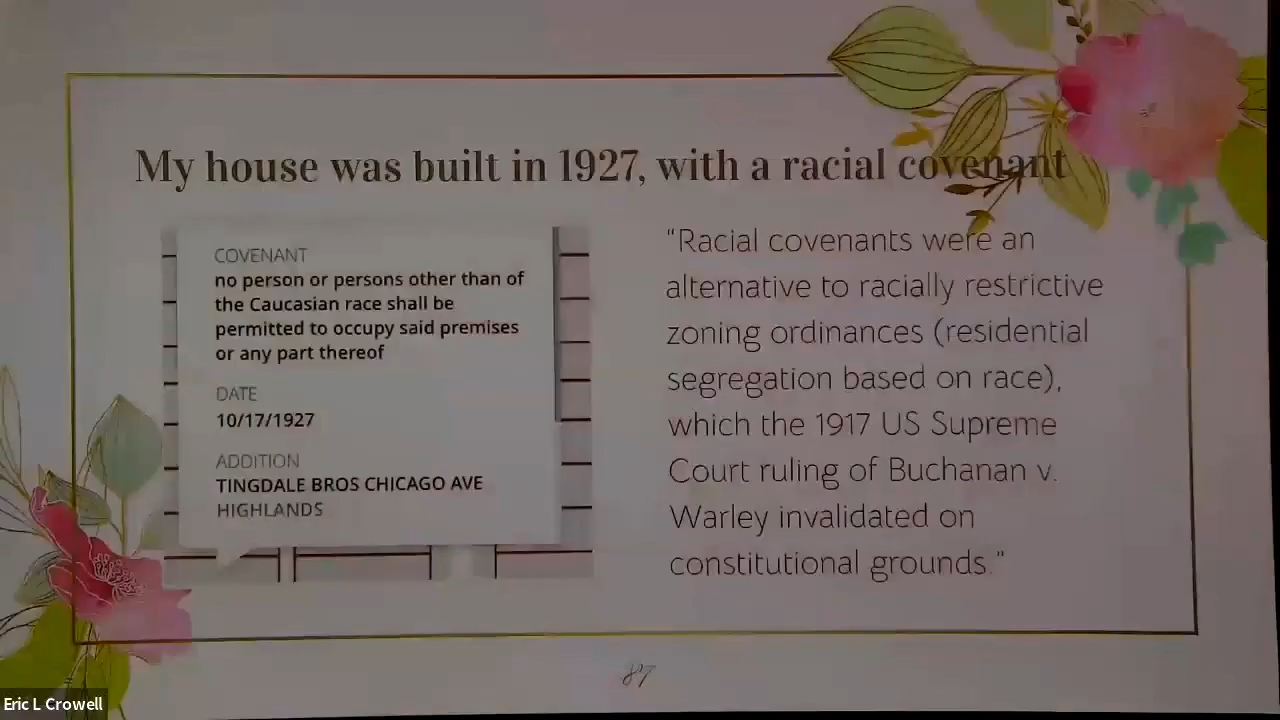 My house was built in 1927, with a racial covenant
COVENANT
no person or persons other than of
the Caucasian race shall be
permitted to occupy said premises
or any part thereof
DATE
10/17/1927
ADDITION
TINGDALE BROS CHICAGO AVE
HIGHLANDS
“Racial covenants were an
alternative to racially restrictive
zoning ordinances (residential
segregation based on race),
which the 1917 US Supreme
Court ruling of Buchanan v.
Warley invalidated on
constitutional grounds.”
87
Eric L Crowell